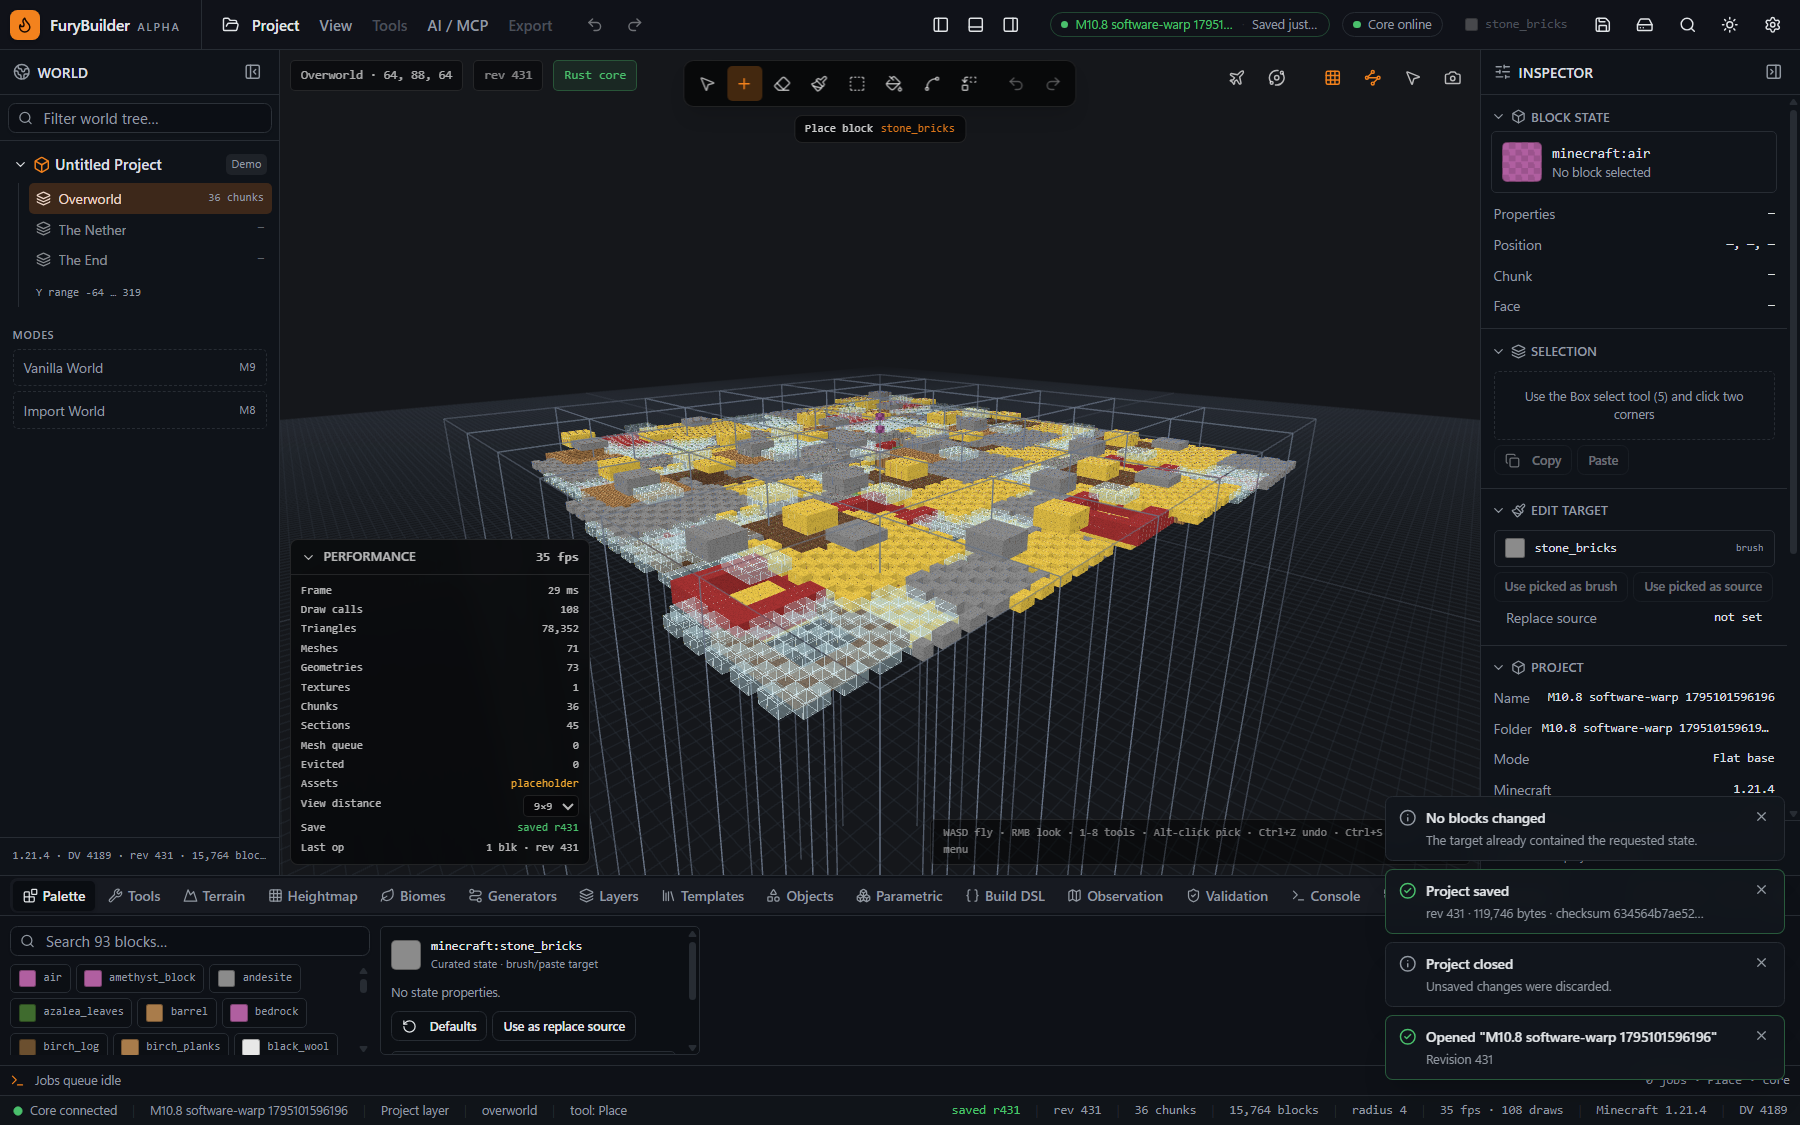 FuryBuilder ALPHA
Project View Tools AI / MCP Export
M10.8 software-warp 17951... · Saved just...
Core online
stone_bricks
WORLD
Filter world tree...
Untitled Project Demo
Overworld 36 chunks
The Nether –
The End –
Y range -64 … 319
MODES
Vanilla World M9
Import World M8
1.21.4 · DV 4189 · rev 431 · 15,764 bloc…
Overworld · 64, 88, 64
rev 431
Rust core
Place block stone_bricks
PERFORMANCE 35 fps
Frame 29 ms
Draw calls 108
Triangles 78,352
Meshes 71
Geometries 73
Textures 1
Chunks 36
Sections 45
Mesh queue 0
Evicted 0
Assets placeholder
View distance 9×9
Save saved r431
Last op 1 blk · rev 431
WASD fly · RMB look · 1-8 tools · Alt-click pick · Ctrl+Z undo · Ctrl+S
menu
INSPECTOR
BLOCK STATE
minecraft:air
No block selected
Properties –
Position –, –, –
Chunk –
Face –
SELECTION
Use the Box select tool (5) and click two
corners
Copy Paste
EDIT TARGET
stone_bricks brush
Use picked as brush Use picked as source
Replace source not set
PROJECT
Name M10.8 software-warp 1795101596196
Folder M10.8 software-warp 179510159619…
Mode Flat base
Minecraft 1.21.4
No blocks changed
The target already contained the requested state.
Project saved
rev 431 · 119,746 bytes · checksum 634564b7ae52...
Project closed
Unsaved changes were discarded.
Opened "M10.8 software-warp 1795101596196"
Revision 431
Palette Tools Terrain Heightmap Biomes Generators Layers Templates Objects Parametric Build DSL Observation Validation Console
Search 93 blocks...
air amethyst_block andesite
azalea_leaves barrel bedrock
birch_log birch_planks black_wool
minecraft:stone_bricks
Curated state · brush/paste target
No state properties.
Defaults Use as replace source
Jobs queue idle
0 jobs · Place · core
Core connected M10.8 software-warp 1795101596196 Project layer overworld tool: Place
saved r431 rev 431 36 chunks 15,764 blocks radius 4 35 fps · 108 draws Minecraft 1.21.4 DV 4189